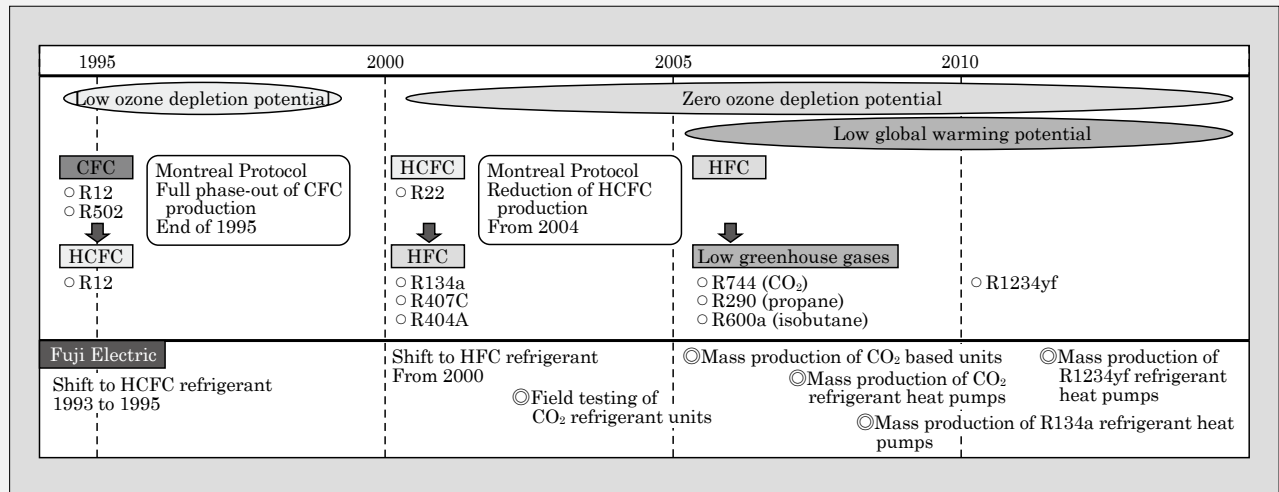 1995
2000
2005
2010
Low ozone depletion potential
Zero ozone depletion potential
Low global warming potential
CFC
○ R12
○ R502
HCFC
○ R12
Montreal Protocol
Full phase-out of CFC
production
End of 1995
HCFC
○ R22
HFC
○ R134a
○ R407C
○ R404A
Montreal Protocol
Reduction of HCFC
production
From 2004
HFC
Low greenhouse gases
○ R744 (CO₂)
○ R290 (propane)
○ R600a (isobutane)
○ R1234yf
Fuji Electric
Shift to HCFC refrigerant
1993 to 1995
Shift to HFC refrigerant
From 2000
◎Field testing of
CO₂ refrigerant units
◎Mass production of CO₂ based units
◎Mass production of CO₂
refrigerant heat pumps
◎Mass production of R134a refrigerant heat
pumps
◎Mass production of
R1234yf refrigerant
heat pumps